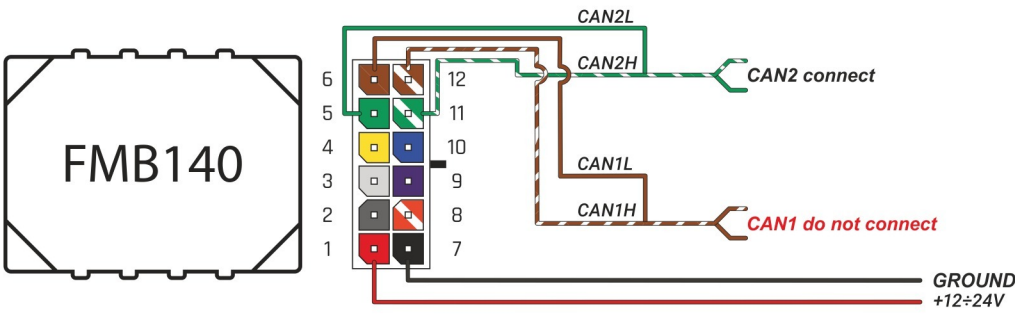 CAN2L
CAN2H
CAN2 connect
FMB140
6 12
5 11
4 10
3 9
2 8
1 7
CAN1L
CAN1H
CAN1 do not connect
GROUND
+12÷24V